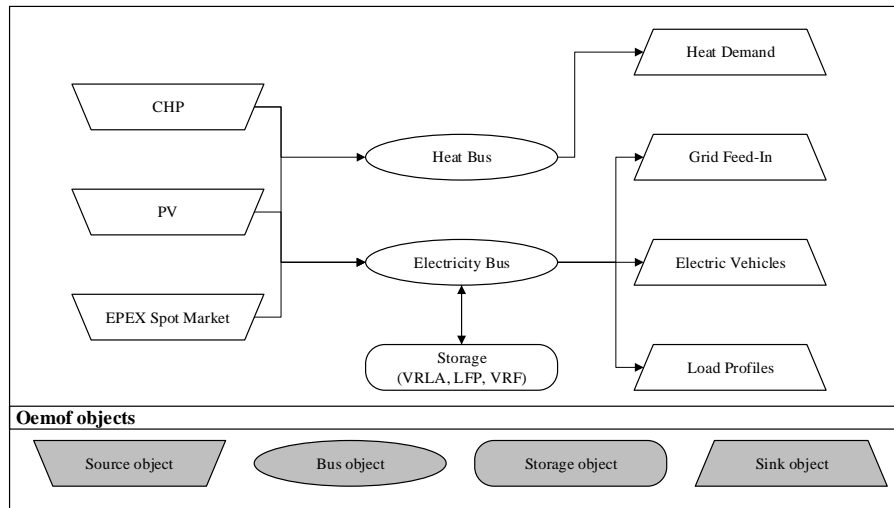 Heat Demand
CHP
Heat Bus
Grid Feed-In
PV
Electricity Bus
Electric Vehicles
EPEX Spot Market
Storage
(VRLA, LFP, VRF)
Load Profiles
Oemof objects
Source object
Bus object
Storage object
Sink object